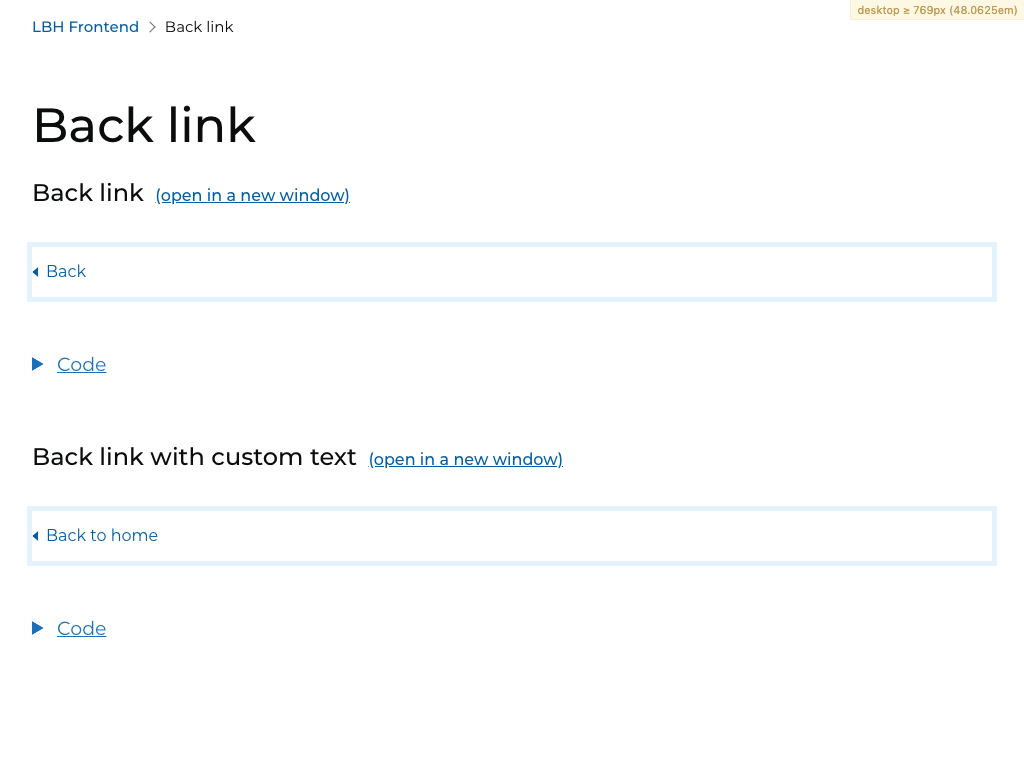 LBH Frontend > Back link
desktop ≥ 769px (48.0625em)
Back link
Back link (open in a new window)
Back
Code
Back link with custom text (open in a new window)
Back to home
Code